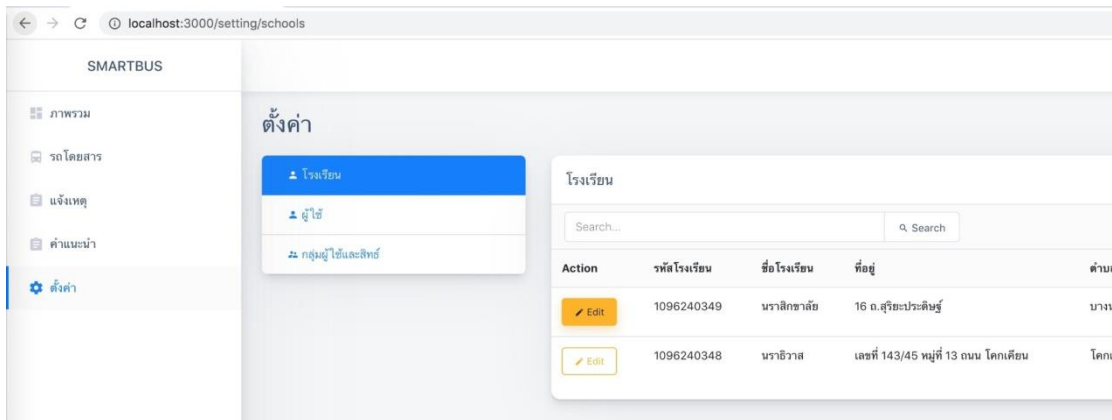 localhost:3000/setting/schools
SMARTBUS
ภาพรวม
รถโดยสาร
แจ้งเหตุ
คำแนะนำ
ตั้งค่า
ตั้งค่า
โรงเรียน
ผู้ใช้
กลุ่มผู้ใช้และสิทธ์
โรงเรียน
Search...
Search
Action รหัสโรงเรียน ชื่อโรงเรียน ที่อยู่
Edit 1096240349 นราสิกขาลัย 16 ถ.สุริยะประดิษฐ์
Edit 1096240348 นราธิวาส เลขที่ 143/45 หมู่ที่ 13 ถนน โคกเคียน